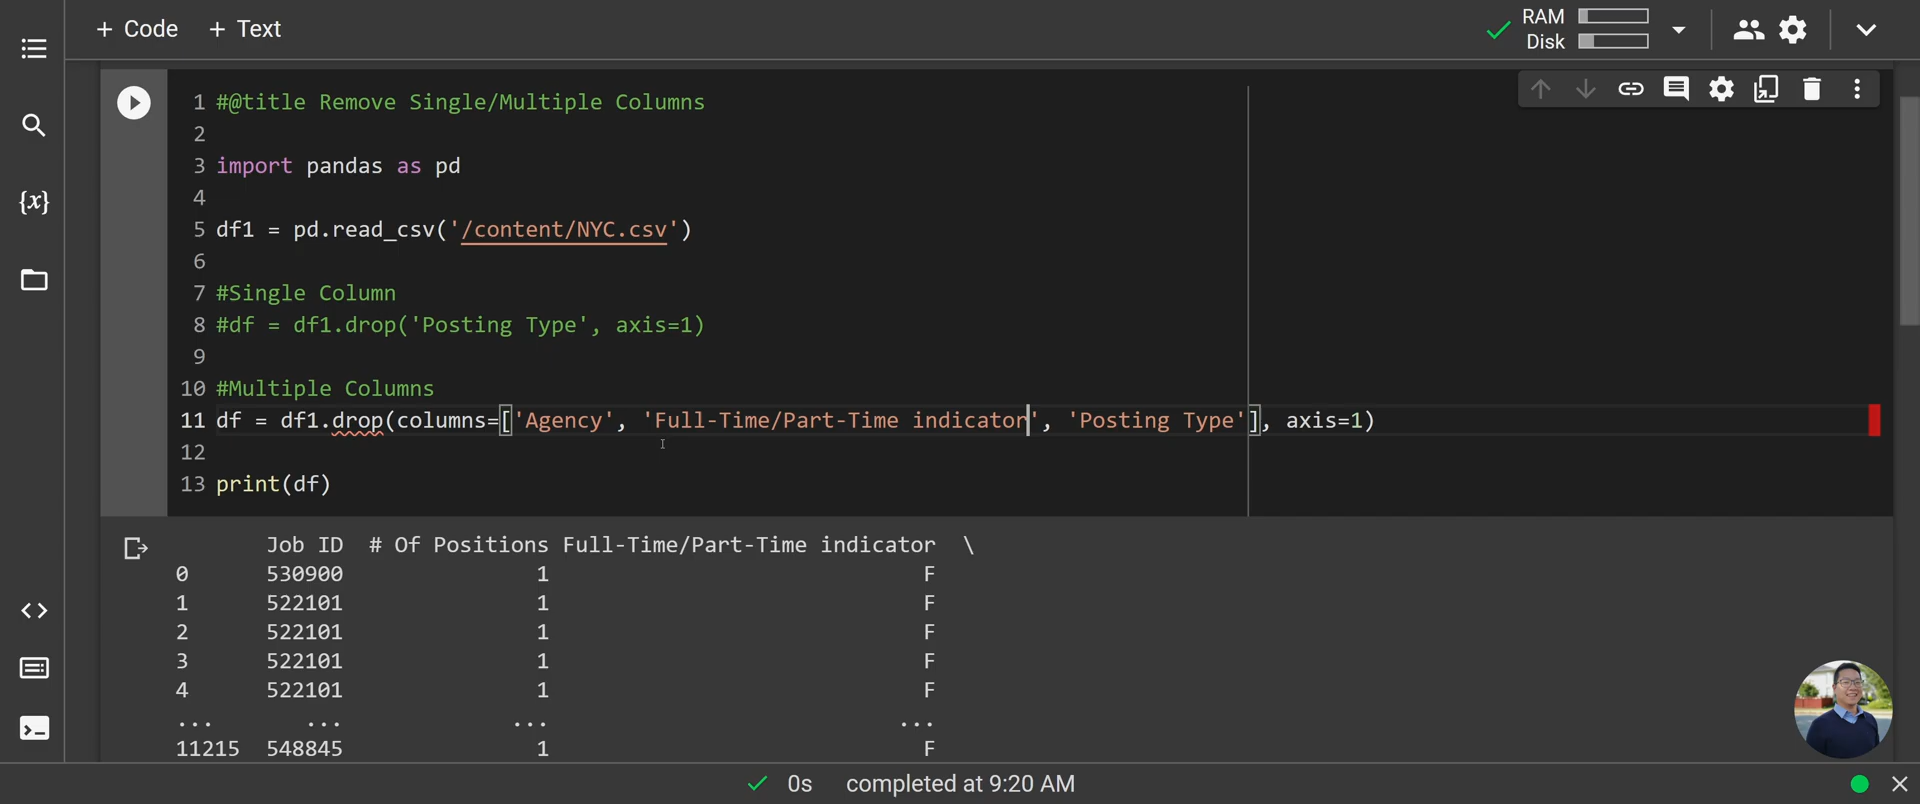 + Code + Text
RAM
Disk
1 #@title Remove Single/Multiple Columns
2
3 import pandas as pd
4
5 df1 = pd.read_csv('/content/NYC.csv')
6
7 #Single Column
8 #df = df1.drop('Posting Type', axis=1)
9
10 #Multiple Columns
11 df = df1.drop(columns=['Agency', 'Full-Time/Part-Time indicator', 'Posting Type'], axis=1)
12
13 print(df)
Job ID # Of Positions Full-Time/Part-Time indicator \
0 530900 1 F
1 522101 1 F
2 522101 1 F
3 522101 1 F
4 522101 1 F
... ... ... ...
11215 548845 1 F
0s completed at 9:20 AM